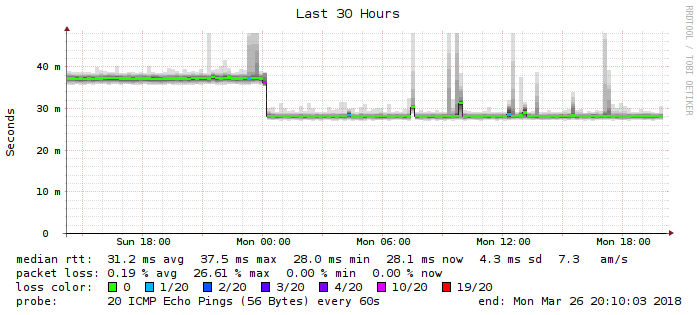 Last 30 Hours
RRDTOOL / TOBI OETIKER
Seconds
40 m
30 m
20 m
10 m
0
Sun 18:00 Mon 00:00 Mon 06:00 Mon 12:00 Mon 18:00
median rtt: 31.2 ms avg 37.5 ms max 28.0 ms min 28.1 ms now 4.3 ms sd 7.3 am/s
packet loss: 0.19 % avg 26.61 % max 0.00 % min 0.00 % now
loss color: 0 1/20 2/20 3/20 4/20 10/20 19/20
probe: 20 ICMP Echo Pings (56 Bytes) every 60s end: Mon Mar 26 20:10:03 2018